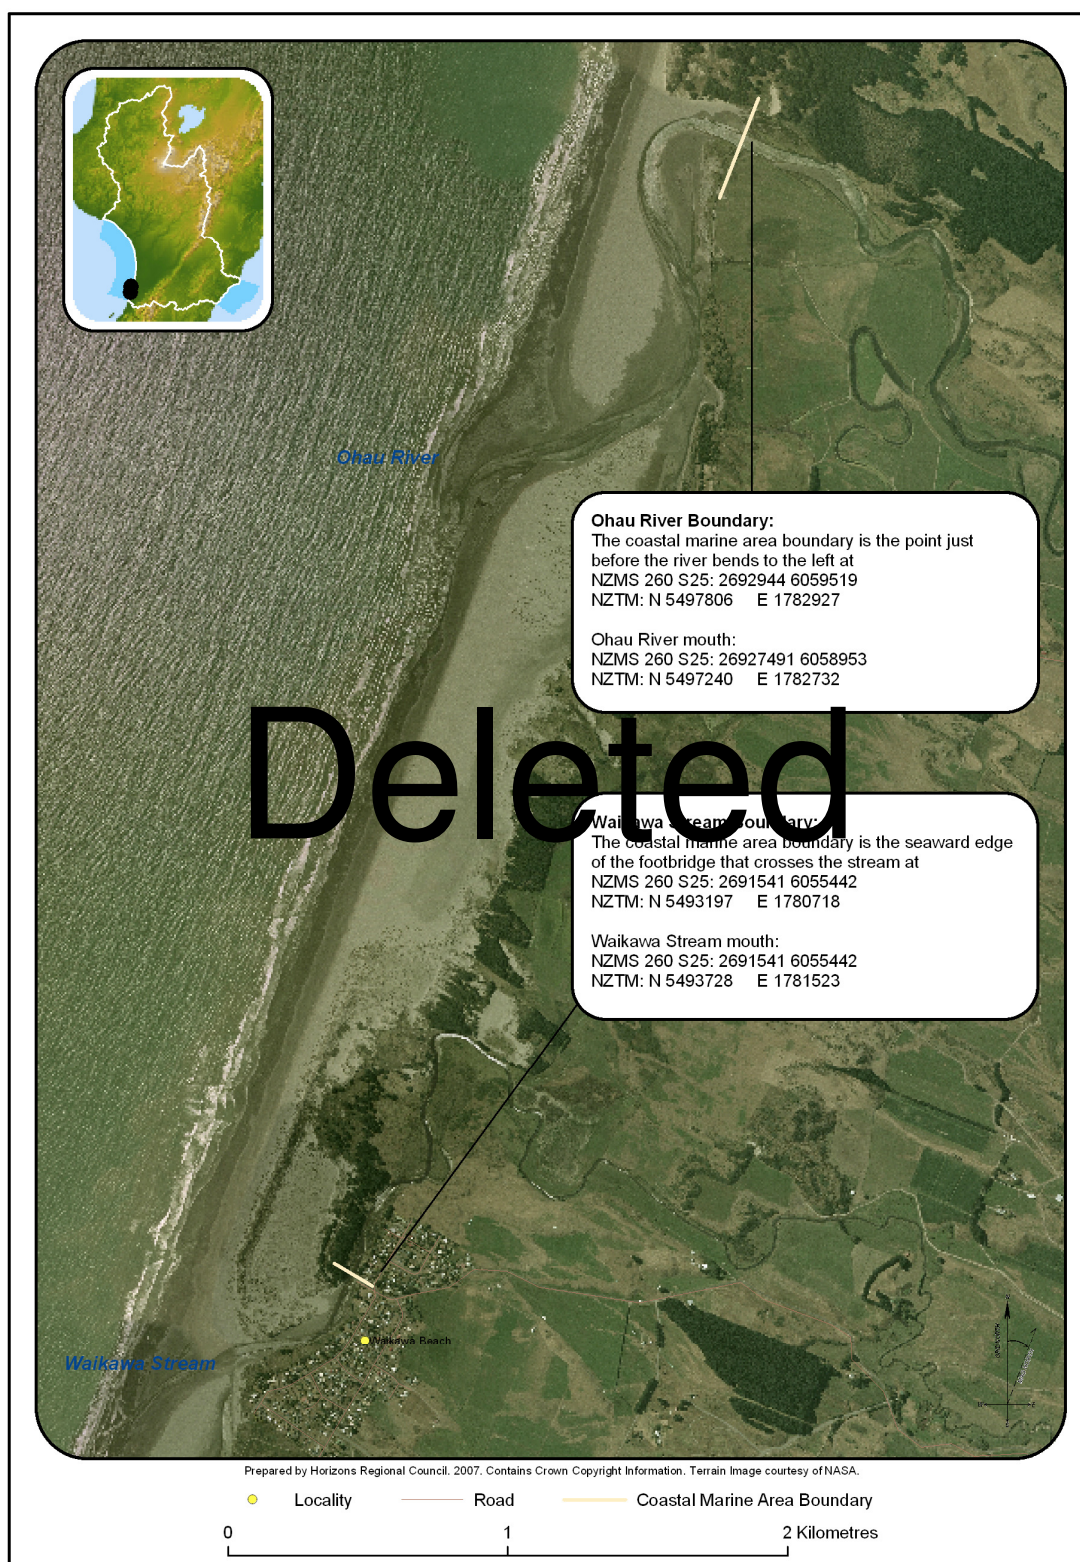 Ohau River
Ohau River Boundary:
The coastal marine area boundary is the point just
before the river bends to the left at
NZMS 260 S25: 2692944 6059519
NZTM: N 5497806 E 1782927
Ohau River mouth:
NZMS 260 S25: 26927491 6058953
NZTM: N 5497240 E 1782732
Deleted
Waikawa Stream Boundary:
The coastal marine area boundary is the seaward edge
of the footbridge that crosses the stream at
NZMS 260 S25: 2691541 6055442
NZTM: N 5493197 E 1780718
Waikawa Stream mouth:
NZMS 260 S25: 2691541 6055442
NZTM: N 5493728 E 1781523
Waikawa Beach
Waikawa Stream
Prepared by Horizons Regional Council. 2007. Contains Crown Copyright Information. Terrain Image courtesy of NASA.
Locality Road Coastal Marine Area Boundary
0 1 2 Kilometres